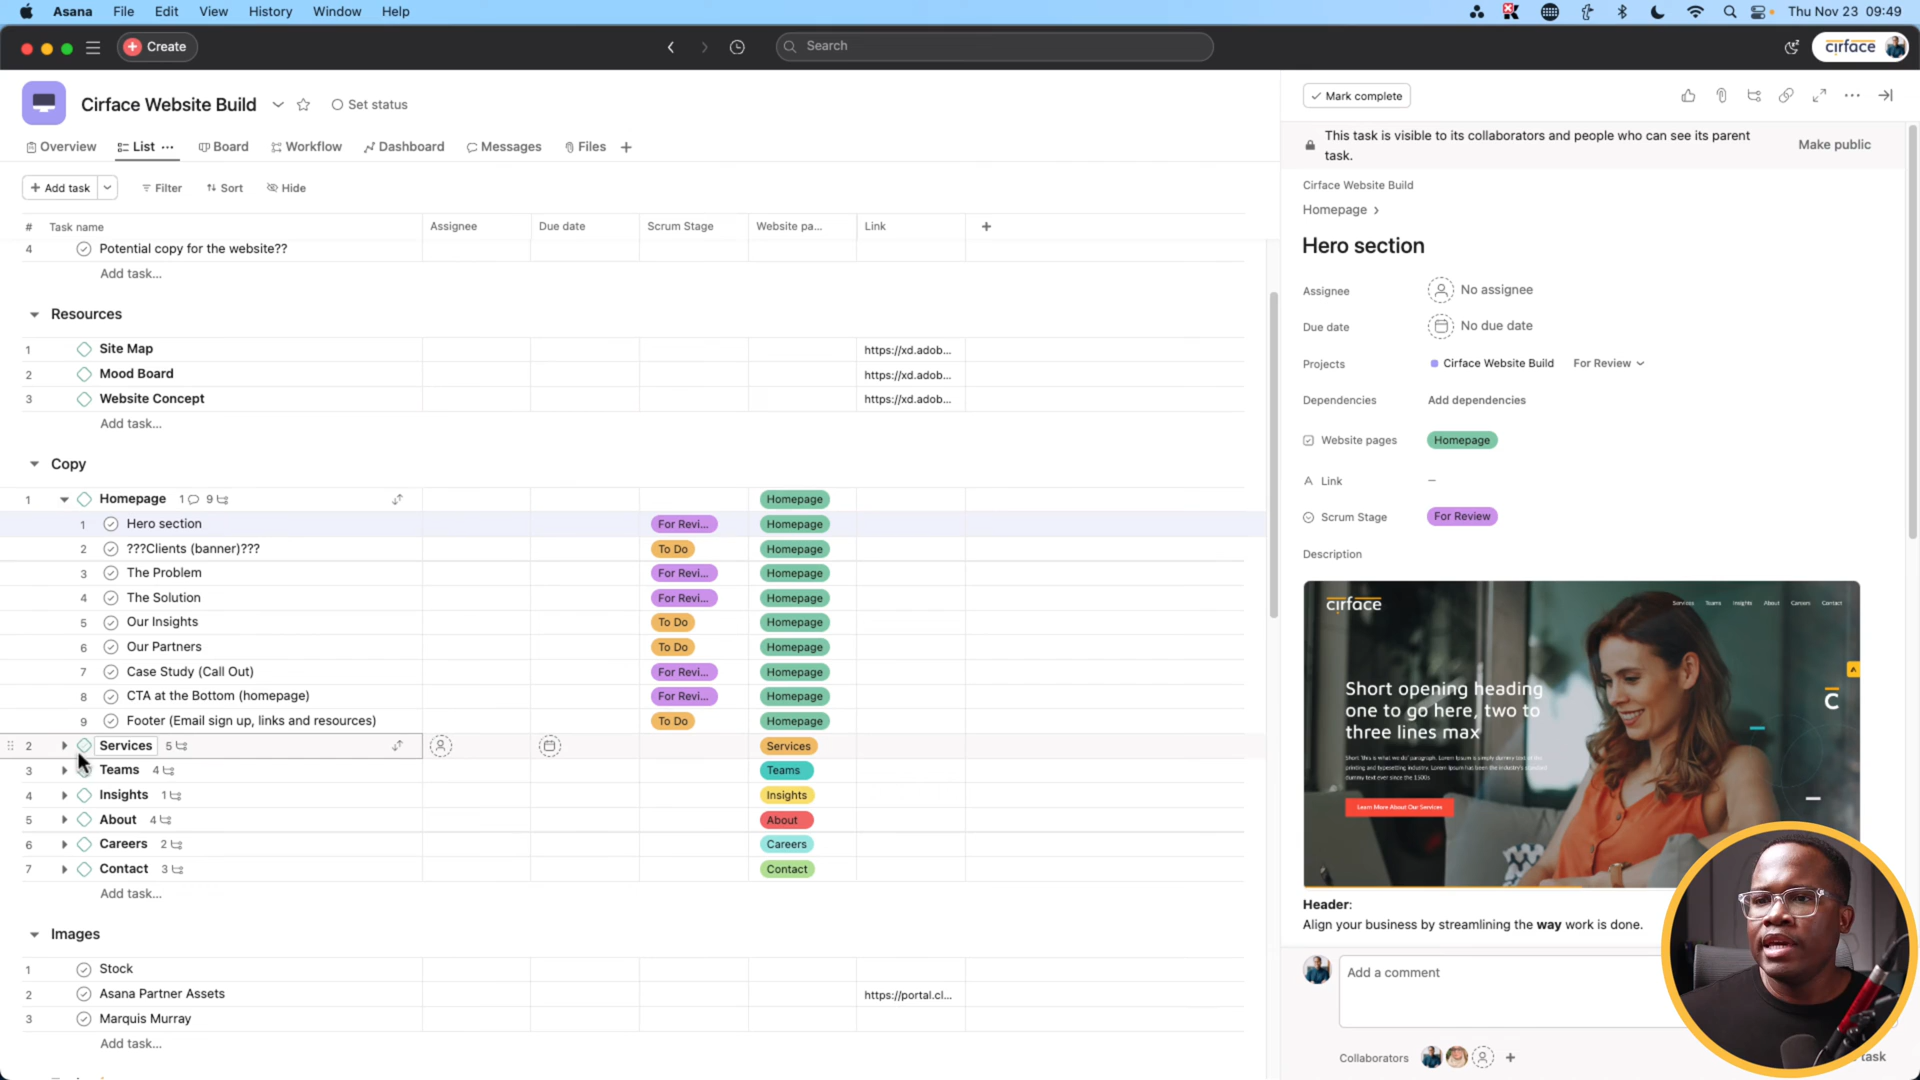 Asana File Edit View History Window Help
Thu Nov 23 09:49
Create
Search
cirface
Cirface Website Build
Set status
Overview List Board Workflow Dashboard Messages Files
Add task
Filter Sort Hide
# Task name Assignee Due date Scrum Stage Website pa... Link
4 Potential copy for the website??
Add task...
Resources
1 Site Map https://xd.adob...
2 Mood Board https://xd.adob...
3 Website Concept https://xd.adob...
Add task...
Copy
1 Homepage 1 9 Homepage
1 Hero section For Revi... Homepage
2 ???Clients (banner)??? To Do Homepage
3 The Problem For Revi... Homepage
4 The Solution For Revi... Homepage
5 Our Insights To Do Homepage
6 Our Partners To Do Homepage
7 Case Study (Call Out) For Revi... Homepage
8 CTA at the Bottom (homepage) For Revi... Homepage
9 Footer (Email sign up, links and resources) To Do Homepage
2 Services 5 Services
3 Teams 4 Teams
4 Insights 1 Insights
5 About 4 About
6 Careers 2 Careers
7 Contact 3 Contact
Add task...
Images
1 Stock
2 Asana Partner Assets https://portal.cl...
3 Marquis Murray
Add task...
Mark complete
This task is visible to its collaborators and people who can see its parent
task.
Make public
Cirface Website Build
Homepage
Hero section
Assignee No assignee
Due date No due date
Projects Cirface Website Build For Review
Dependencies Add dependencies
Website pages Homepage
Link —
Scrum Stage For Review
Description
cirface
Services Teams Insights About Careers Contact
Short opening heading
one to go here, two to
three lines max
Learn More About Our Services
Header:
Align your business by streamlining the way work is done.
Add a comment
Collaborators
task